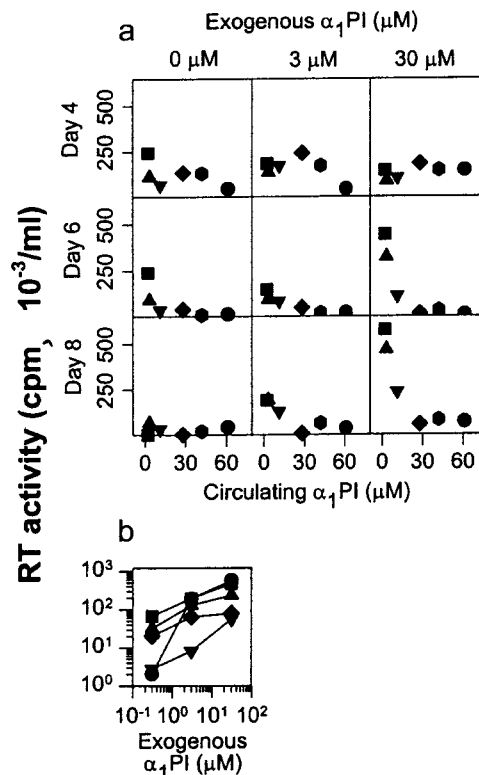 a
Exogenous α₁PI (μM)
0 μM 3 μM 30 μM
Day 4
500
250
Day 6
500
250
Day 8
500
250
RT activity (cpm, 10⁻³/ml)
0 30 60 0 30 60 0 30 60
Circulating α₁PI (μM)
b
10³
10²
10¹
10⁰
10⁻¹ 10⁰ 10¹ 10²
Exogenous
α₁PI (μM)